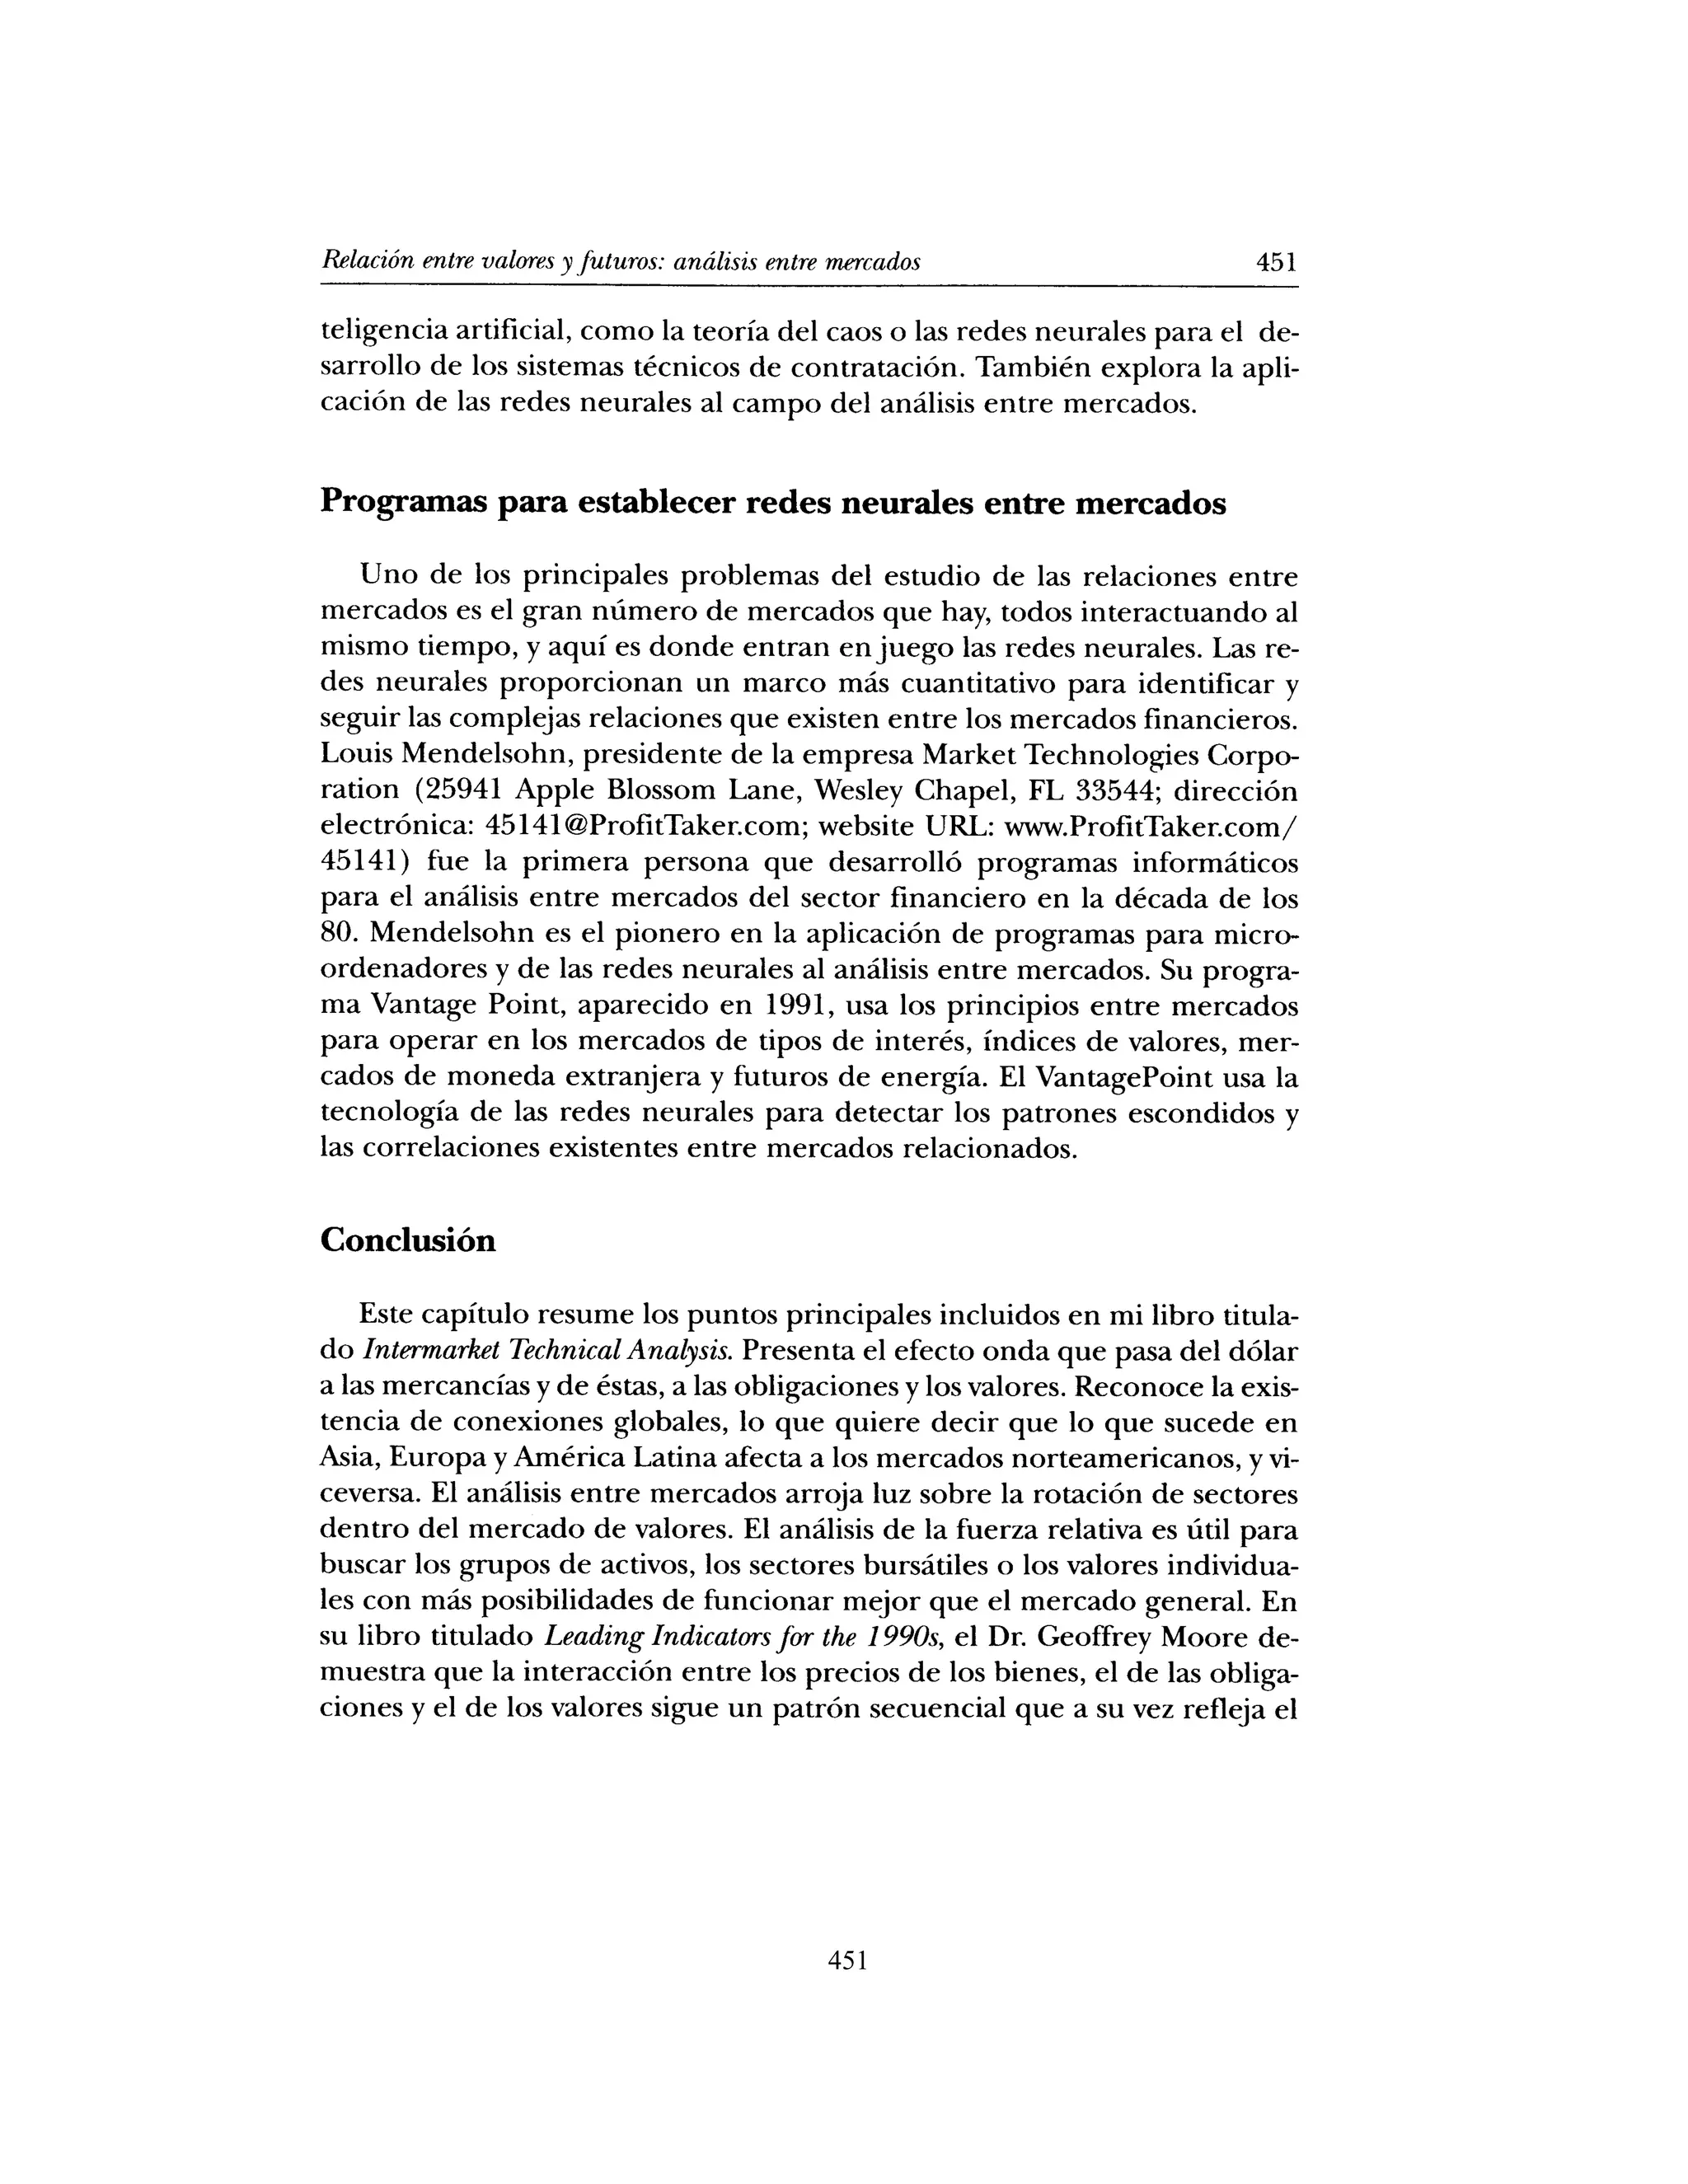 Relación entre valores y futuros: análisis entre mercados 451
teligencia artificial, como la teoría del caos o las redes neurales para el de-
sarrollo de los sistemas técnicos de contratación. También explora la apli-
cación de las redes neurales al campo del análisis entre mercados.
Programas para establecer redes neurales entre mercados
Uno de los principales problemas del estudio de las relaciones entre
mercados es el gran número de mercados que hay, todos interactuando al
mismo tiempo, y aquí es donde entran en juego las redes neurales. Las re-
des neurales proporcionan un marco más cuantitativo para identificar y
seguir las complejas relaciones que existen entre los mercados financieros.
Louis Mendelsohn, presidente de la empresa Market Technologies Corpo-
ration (25941 Apple Blossom Lane, Wesley Chapel, FL 33544; dirección
electrónica: 45141@ProfitTaker.com; website URL: www.ProfitTaker.com/
45141) fue la primera persona que desarrolló programas informáticos
para el análisis entre mercados del sector financiero en la década de los
80. Mendelsohn es el pionero en la aplicación de programas para micro-
ordenadores y de las redes neurales al análisis entre mercados. Su progra-
ma Vantage Point, aparecido en 1991, usa los principios entre mercados
para operar en los mercados de tipos de interés, índices de valores, mer-
cados de moneda extranjera y futuros de energía. El VantagePoint usa la
tecnología de las redes neurales para detectar los patrones escondidos y
las correlaciones existentes entre mercados relacionados.
Conclusión
Este capítulo resume los puntos principales incluidos en mi libro titula-
do Intermarket Technical Analysis. Presenta el efecto onda que pasa del dólar
a las mercancías y de éstas, a las obligaciones y los valores. Reconoce la exis-
tencia de conexiones globales, lo que quiere decir que lo que sucede en
Asia, Europa y América Latina afecta a los mercados norteamericanos, y vi-
ceversa. El análisis entre mercados arroja luz sobre la rotación de sectores
dentro del mercado de valores. El análisis de la fuerza relativa es útil para
buscar los grupos de activos, los sectores bursátiles o los valores individua-
les con más posibilidades de funcionar mejor que el mercado general. En
su libro titulado Leading Indicators for the 1990s, el Dr. Geoffrey Moore de-
muestra que la interacción entre los precios de los bienes, el de las obliga-
ciones y el de los valores sigue un patrón secuencial que a su vez refleja el
451